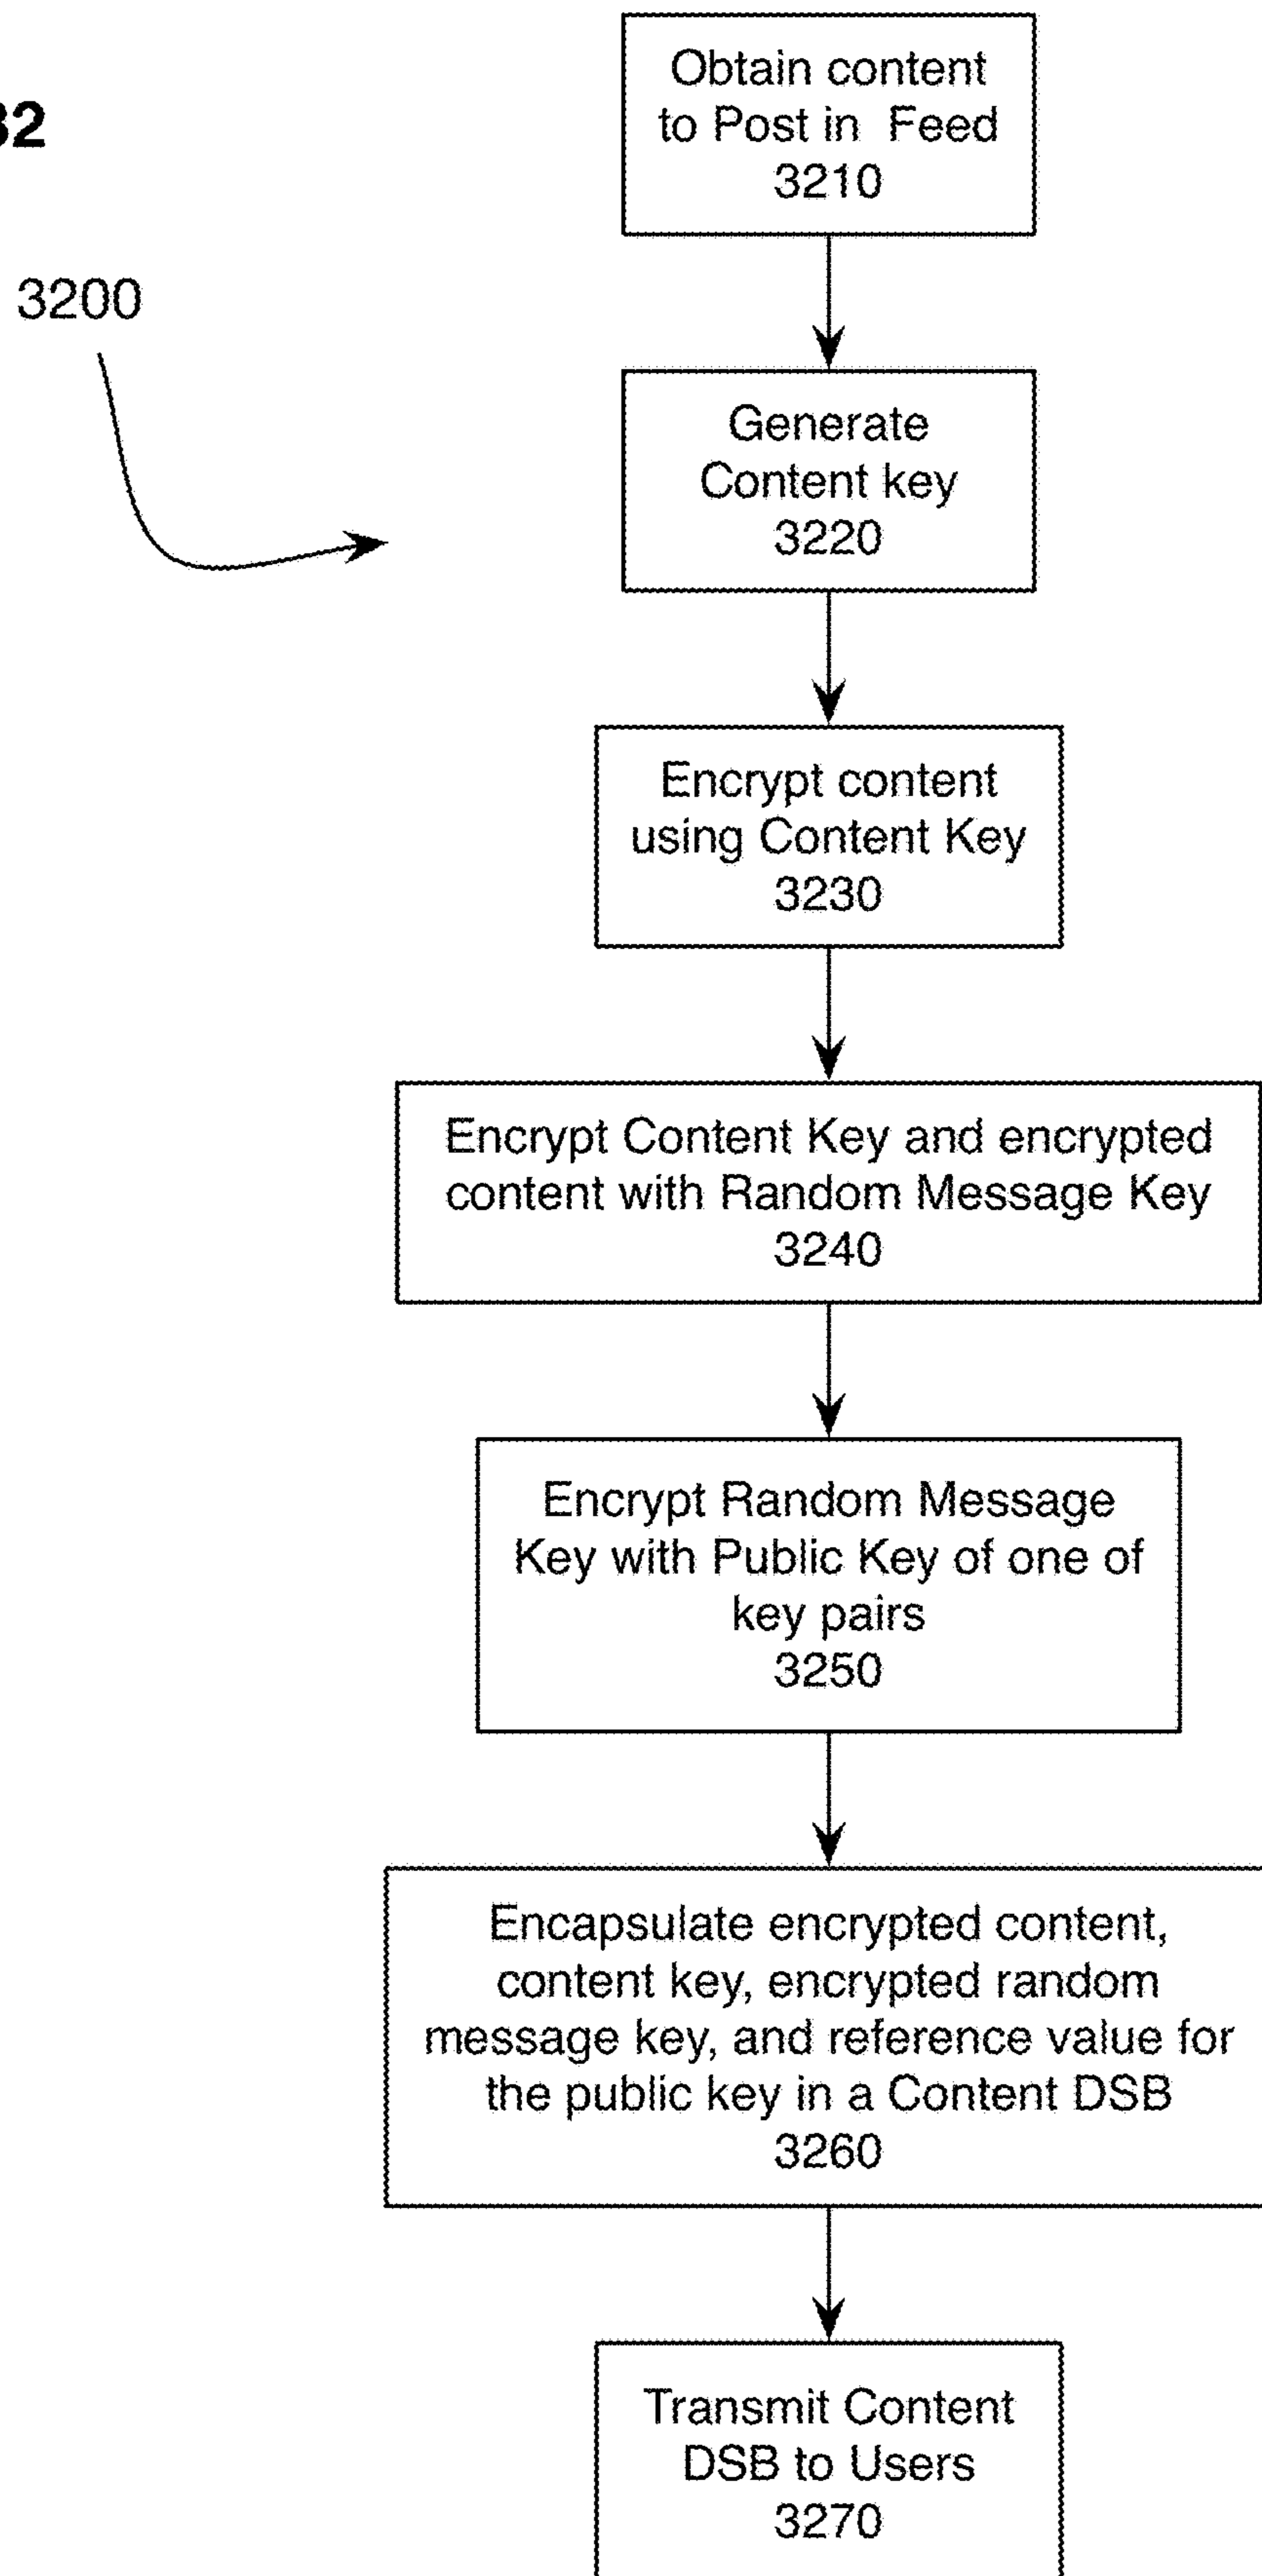 32
3200
Obtain content
to Post in Feed
3210
Generate
Content key
3220
Encrypt content
using Content Key
3230
Encrypt Content Key and encrypted
content with Random Message Key
3240
Encrypt Random Message
Key with Public Key of one of
key pairs
3250
Encapsulate encrypted content,
content key, encrypted random
message key, and reference value for
the public key in a Content DSB
3260
Transmit Content
DSB to Users
3270